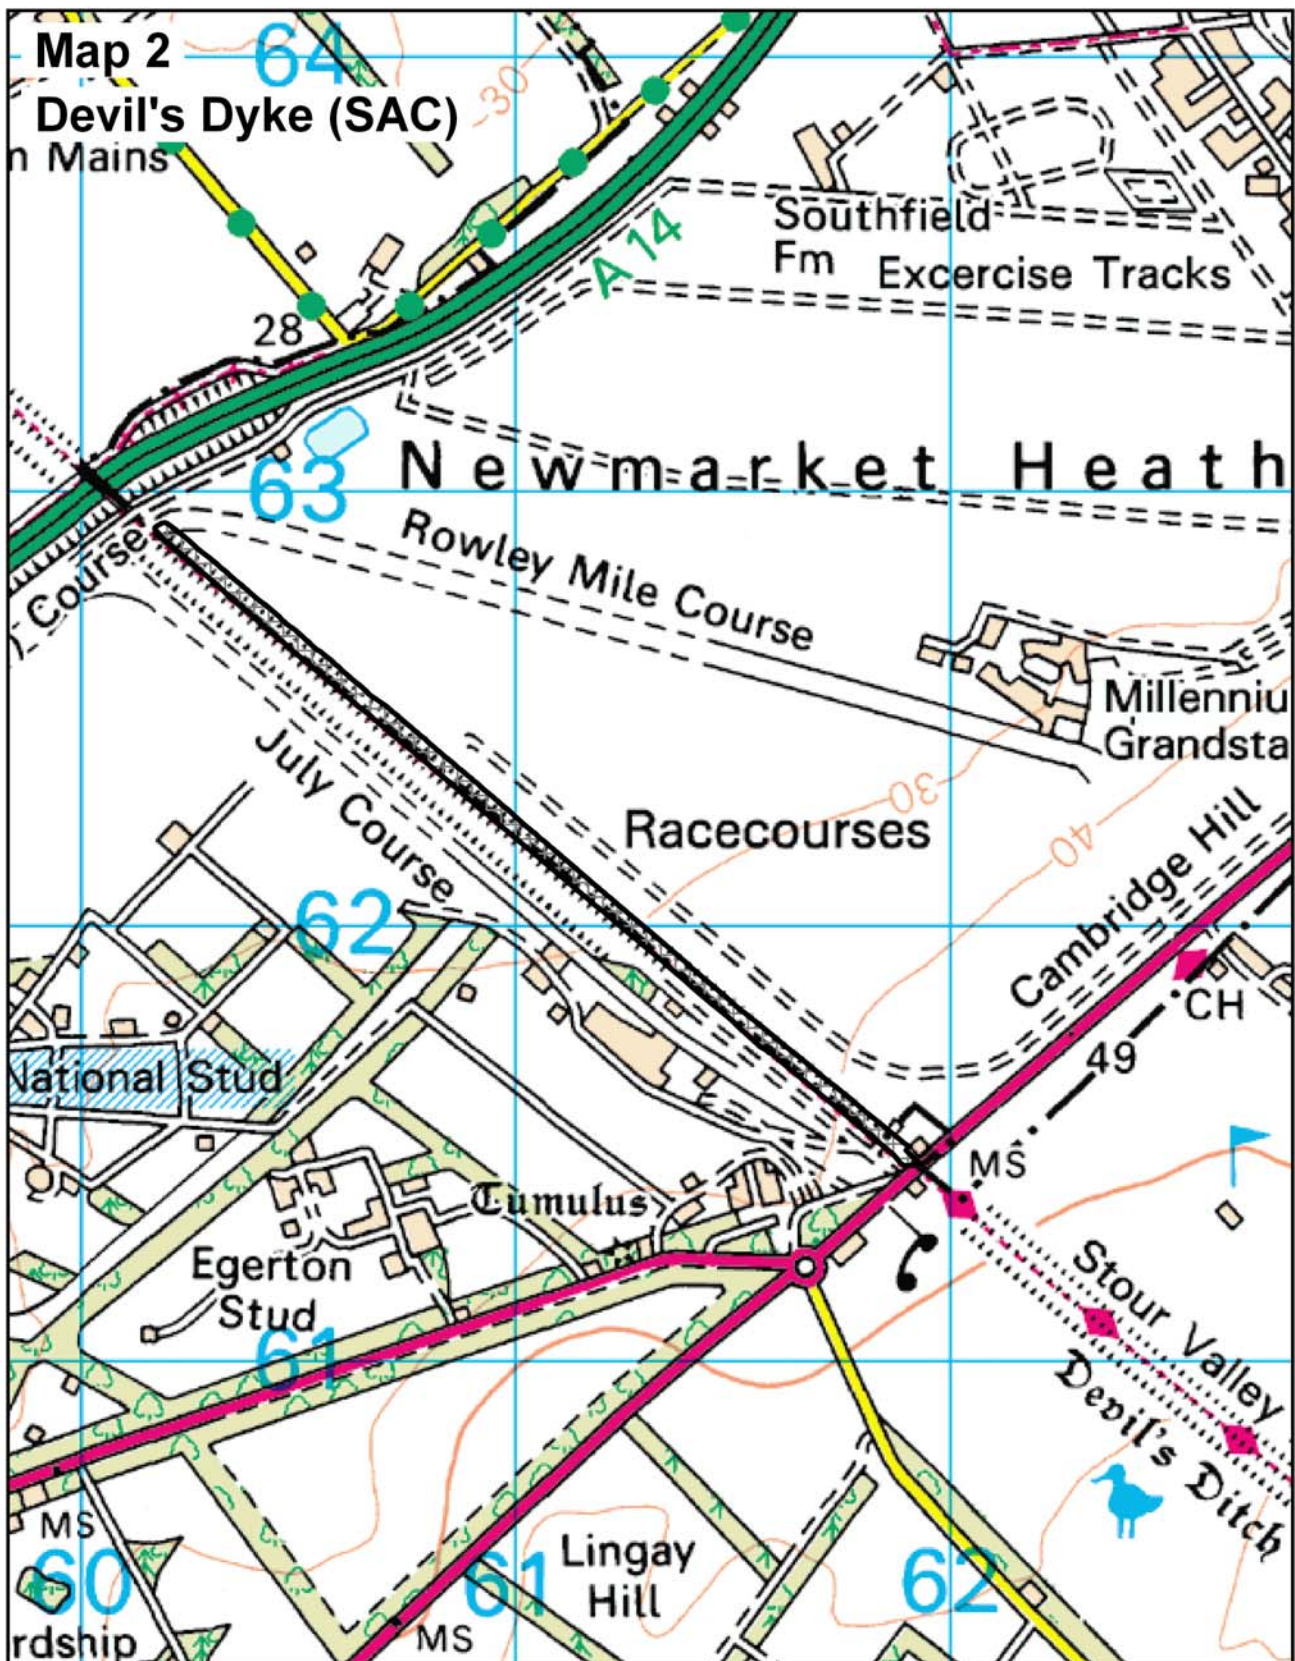 Map 2
Devil's Dyke (SAC)
64
30
n Mains
A 14
Southfield
Fm
Excercise Tracks
28
63
Newmarket Heath
Course
Rowley Mile Course
Millenniu
Grandsta
July Course
Racecourses
30
40
Cambridge Hill
62
CH
49
National Stud
MS
Tumulus
Egerton
Stud
61
Stour Valley
Devil's Ditch
MS
60
61
Lingay
Hill
62
rdship
MS